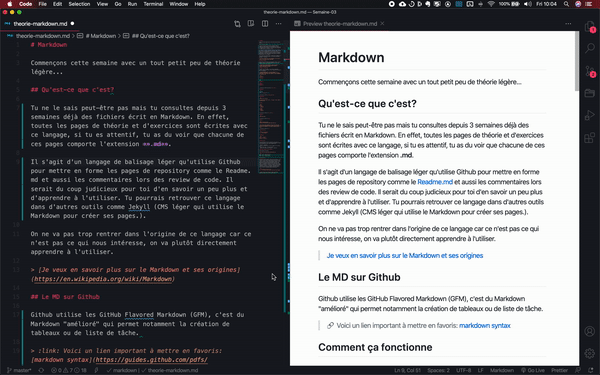 Code File Edit Selection View Go Run Terminal Window Help
Fri 10:04
theorie-markdown.md — Semaine-03
theorie-markdown.md
# Markdown
Commençons cette semaine avec un tout petit peu de théorie
légère...
## Qu'est-ce que c'est?
Tu ne le sais peut-être pas mais tu consultes depuis 3
semaines déjà des fichiers écrit en Markdown. En effet,
toutes les pages de théorie et d'exercices sont écrites avec
ce langage, si tu es attentif, tu as du voir que chacune de
ces pages comporte l'extension **.md**.
Il s'agit d'un langage de balisage léger qu'utilise Github
pour mettre en forme les pages de repository comme le Readme.
md et aussi les commentaires lors des review de code. Il
serait du coup judicieux pour toi d'en savoir un peu plus et
d'apprendre à l'utiliser. Tu pourrais retrouver ce langage
dans d'autres outils comme Jekyll (CMS léger qui utilise le
Markdown pour créer ses pages.).
On ne va pas trop rentrer dans l'origine de ce langage car ce
n'est pas ce qui nous intéresse, on va plutôt directement
apprendre à l'utiliser.
> [Je veux en savoir plus sur le Markdown et ses origines]
(https://en.wikipedia.org/wiki/Markdown)
## Le MD sur Github
Github utilise les GitHub Flavored Markdown (GFM), c'est du
Markdown "amélioré" qui permet notamment la création de
tableaux ou de liste de tâche.
> :link: Voici un lien important à mettre en favoris:
[markdown syntax](https://guides.github.com/pdfs/
Preview theorie-markdown.md
Markdown
Commençons cette semaine avec un tout petit peu de théorie légère...
Qu'est-ce que c'est?
Tu ne le sais peut-être pas mais tu consultes depuis 3 semaines déjà des
fichiers écrit en Markdown. En effet, toutes les pages de théorie et d'exercices
sont écrites avec ce langage, si tu es attentif, tu as du voir que chacune de
ces pages comporte l'extension .md.
Il s'agit d'un langage de balisage léger qu'utilise Github pour mettre en forme
les pages de repository comme le Readme.md et aussi les commentaires lors
des review de code. Il serait du coup judicieux pour toi d'en savoir un peu plus
et d'apprendre à l'utiliser. Tu pourrais retrouver ce langage dans d'autres outils
comme Jekyll (CMS léger qui utilise le Markdown pour créer ses pages.).
On ne va pas trop rentrer dans l'origine de ce langage car ce n'est pas ce qui
nous intéresse, on va plutôt directement apprendre à l'utiliser.
Je veux en savoir plus sur le Markdown et ses origines
Le MD sur Github
Github utilise les GitHub Flavored Markdown (GFM), c'est du Markdown
"amélioré" qui permet notamment la création de tableaux ou de liste de tâche.
Voici un lien important à mettre en favoris: markdown syntax
Comment ça fonctionne
master
markdown | theorie-markdown.md
Ln 9, Col 61 Spaces: 2 UTF-8 LF Markdown Go Live Prettier